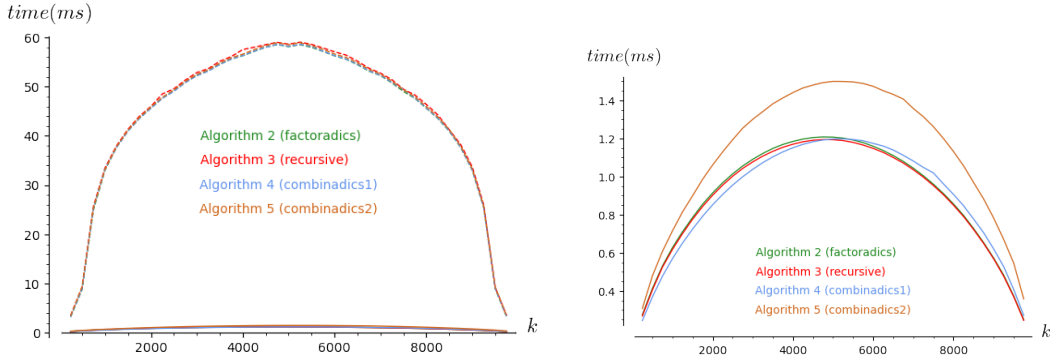 time(ms)
60
50
40
30
20
10
0
Algorithm 2 (factoradics)
Algorithm 3 (recursive)
Algorithm 4 (combinadics1)
Algorithm 5 (combinadics2)
2000 4000 6000 8000
k
time(ms)
1.4
1.2
1.0
0.8
0.6
0.4
Algorithm 2 (factoradics)
Algorithm 3 (recursive)
Algorithm 4 (combinadics1)
Algorithm 5 (combinadics2)
2000 4000 6000 8000
k